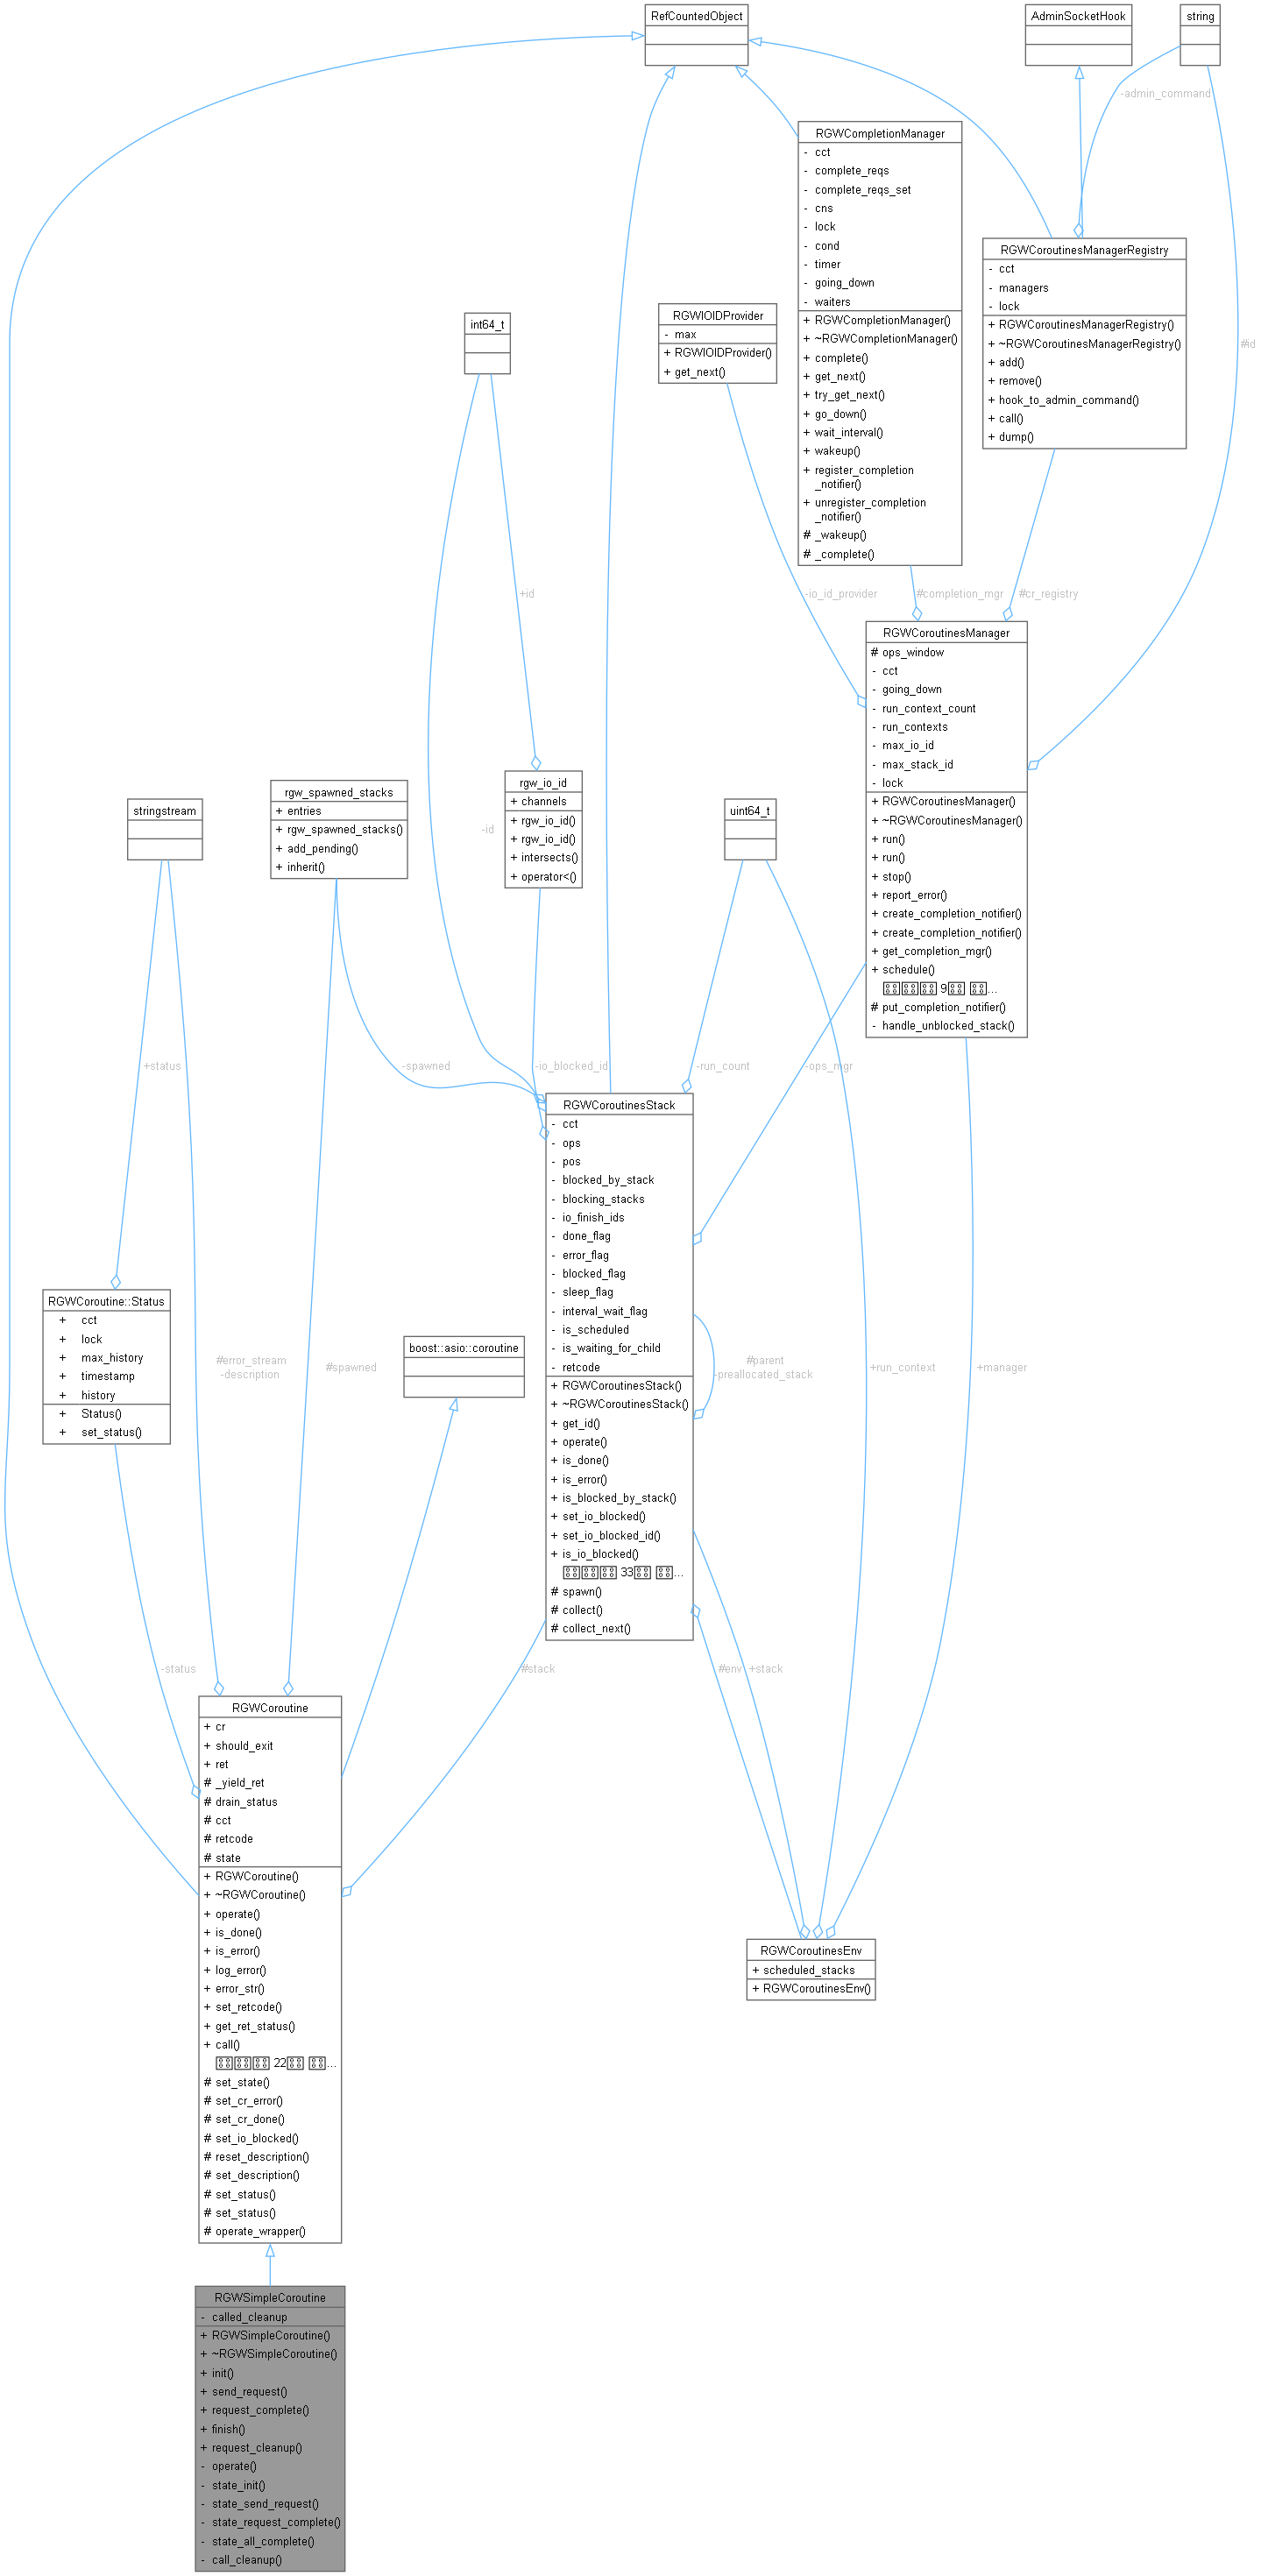 RefCountedObject
AdminSocketHook
string
-admin_command
RGWCompletionManager
- cct
- complete_reqs
- complete_reqs_set
- cns
- lock
- cond
- timer
- going_down
- waiters
+ RGWCompletionManager()
+ ~RGWCompletionManager()
+ complete()
+ get_next()
+ try_get_next()
+ go_down()
+ wait_interval()
+ wakeup()
+ register_completion
_notifier()
+ unregister_completion
_notifier()
# _wakeup()
# _complete()
RGWCoroutinesManagerRegistry
- cct
- managers
- lock
+ RGWCoroutinesManagerRegistry()
+ ~RGWCoroutinesManagerRegistry()
+ add()
+ remove()
+ hook_to_admin_command()
+ call()
+ dump()
#id
int64_t
RGWIOIDProvider
- max
+ RGWIOIDProvider()
+ get_next()
+id
-io_id_provider
#completion_mgr
#cr_registry
RGWCoroutinesManager
# ops_window
- cct
- going_down
- run_context_count
- run_contexts
- max_io_id
- max_stack_id
- lock
+ RGWCoroutinesManager()
+ ~RGWCoroutinesManager()
+ run()
+ run()
+ stop()
+ report_error()
+ create_completion_notifier()
+ create_completion_notifier()
+ get_completion_mgr()
+ schedule()
9 ...
# put_completion_notifier()
- handle_unblocked_stack()
stringstream
rgw_spawned_stacks
+ entries
+ rgw_spawned_stacks()
+ add_pending()
+ inherit()
-id
rgw_io_id
+ channels
+ rgw_io_id()
+ rgw_io_id()
+ intersects()
+ operator<()
uint64_t
+status
-spawned
-io_blocked_id
-run_count
-ops_mgr
RGWCoroutinesStack
- cct
- ops
- pos
- blocked_by_stack
- blocking_stacks
- io_finish_ids
- done_flag
- error_flag
- blocked_flag
- sleep_flag
- interval_wait_flag
- is_scheduled
- is_waiting_for_child
- retcode
+ RGWCoroutinesStack()
+ ~RGWCoroutinesStack()
+ get_id()
+ operate()
+ is_done()
+ is_error()
+ is_blocked_by_stack()
+ set_io_blocked()
+ set_io_blocked_id()
+ is_io_blocked()
33 ...
# spawn()
# collect()
# collect_next()
RGWCoroutine::Status
+ cct
+ lock
+ max_history
+ timestamp
+ history
+ Status()
+ set_status()
#error_stream
-description
#spawned
boost::asio::coroutine
#parent
-preallocated_stack
+run_context
+manager
-status
#stack
#env
+stack
RGWCoroutine
+ cr
+ should_exit
+ ret
# _yield_ret
# drain_status
# cct
# retcode
# state
+ RGWCoroutine()
+ ~RGWCoroutine()
+ operate()
+ is_done()
+ is_error()
+ log_error()
+ error_str()
+ set_retcode()
+ get_ret_status()
+ call()
22 ...
# set_state()
# set_cr_error()
# set_cr_done()
# set_io_blocked()
# reset_description()
# set_description()
# set_status()
# set_status()
# operate_wrapper()
RGWCoroutinesEnv
+ scheduled_stacks
+ RGWCoroutinesEnv()
RGWSimpleCoroutine
- called_cleanup
+ RGWSimpleCoroutine()
+ ~RGWSimpleCoroutine()
+ init()
+ send_request()
+ request_complete()
+ finish()
+ request_cleanup()
- operate()
- state_init()
- state_send_request()
- state_request_complete()
- state_all_complete()
- call_cleanup()